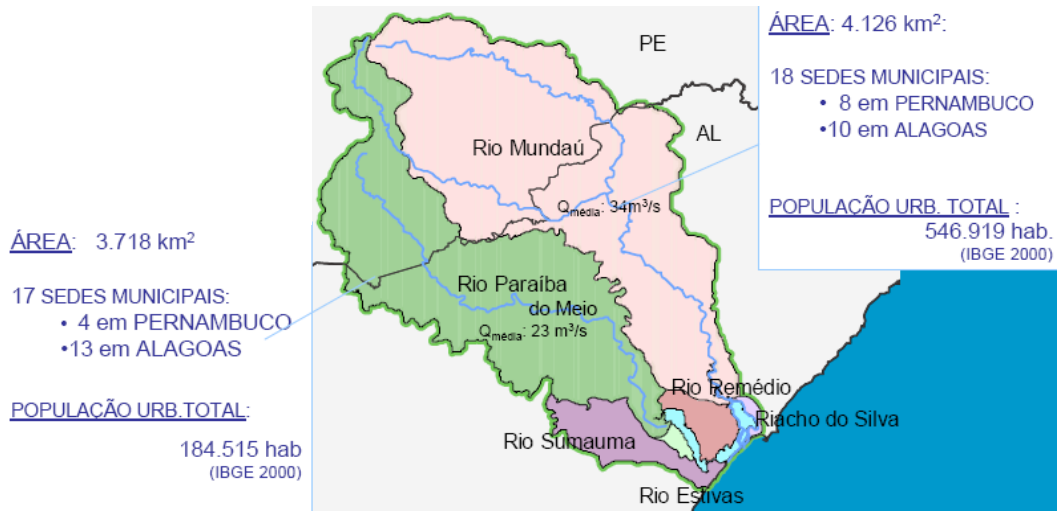 ÁREA: 4.126 km²:
18 SEDES MUNICIPAIS:
• 8 em PERNAMBUCO
•10 em ALAGOAS
POPULAÇÃO URB. TOTAL :
546.919 hab.
(IBGE 2000)
PE
AL
Rio Mundaú
Qmédia: 34m³/s
ÁREA: 3.718 km²
17 SEDES MUNICIPAIS:
• 4 em PERNAMBUCO
•13 em ALAGOAS
POPULAÇÃO URB.TOTAL:
184.515 hab
(IBGE 2000)
Rio Paraíba
do Meio
Qmédia: 23 m³/s
Rio Remédio
Riacho do Silva
Rio Sumauma
Rio Estivas